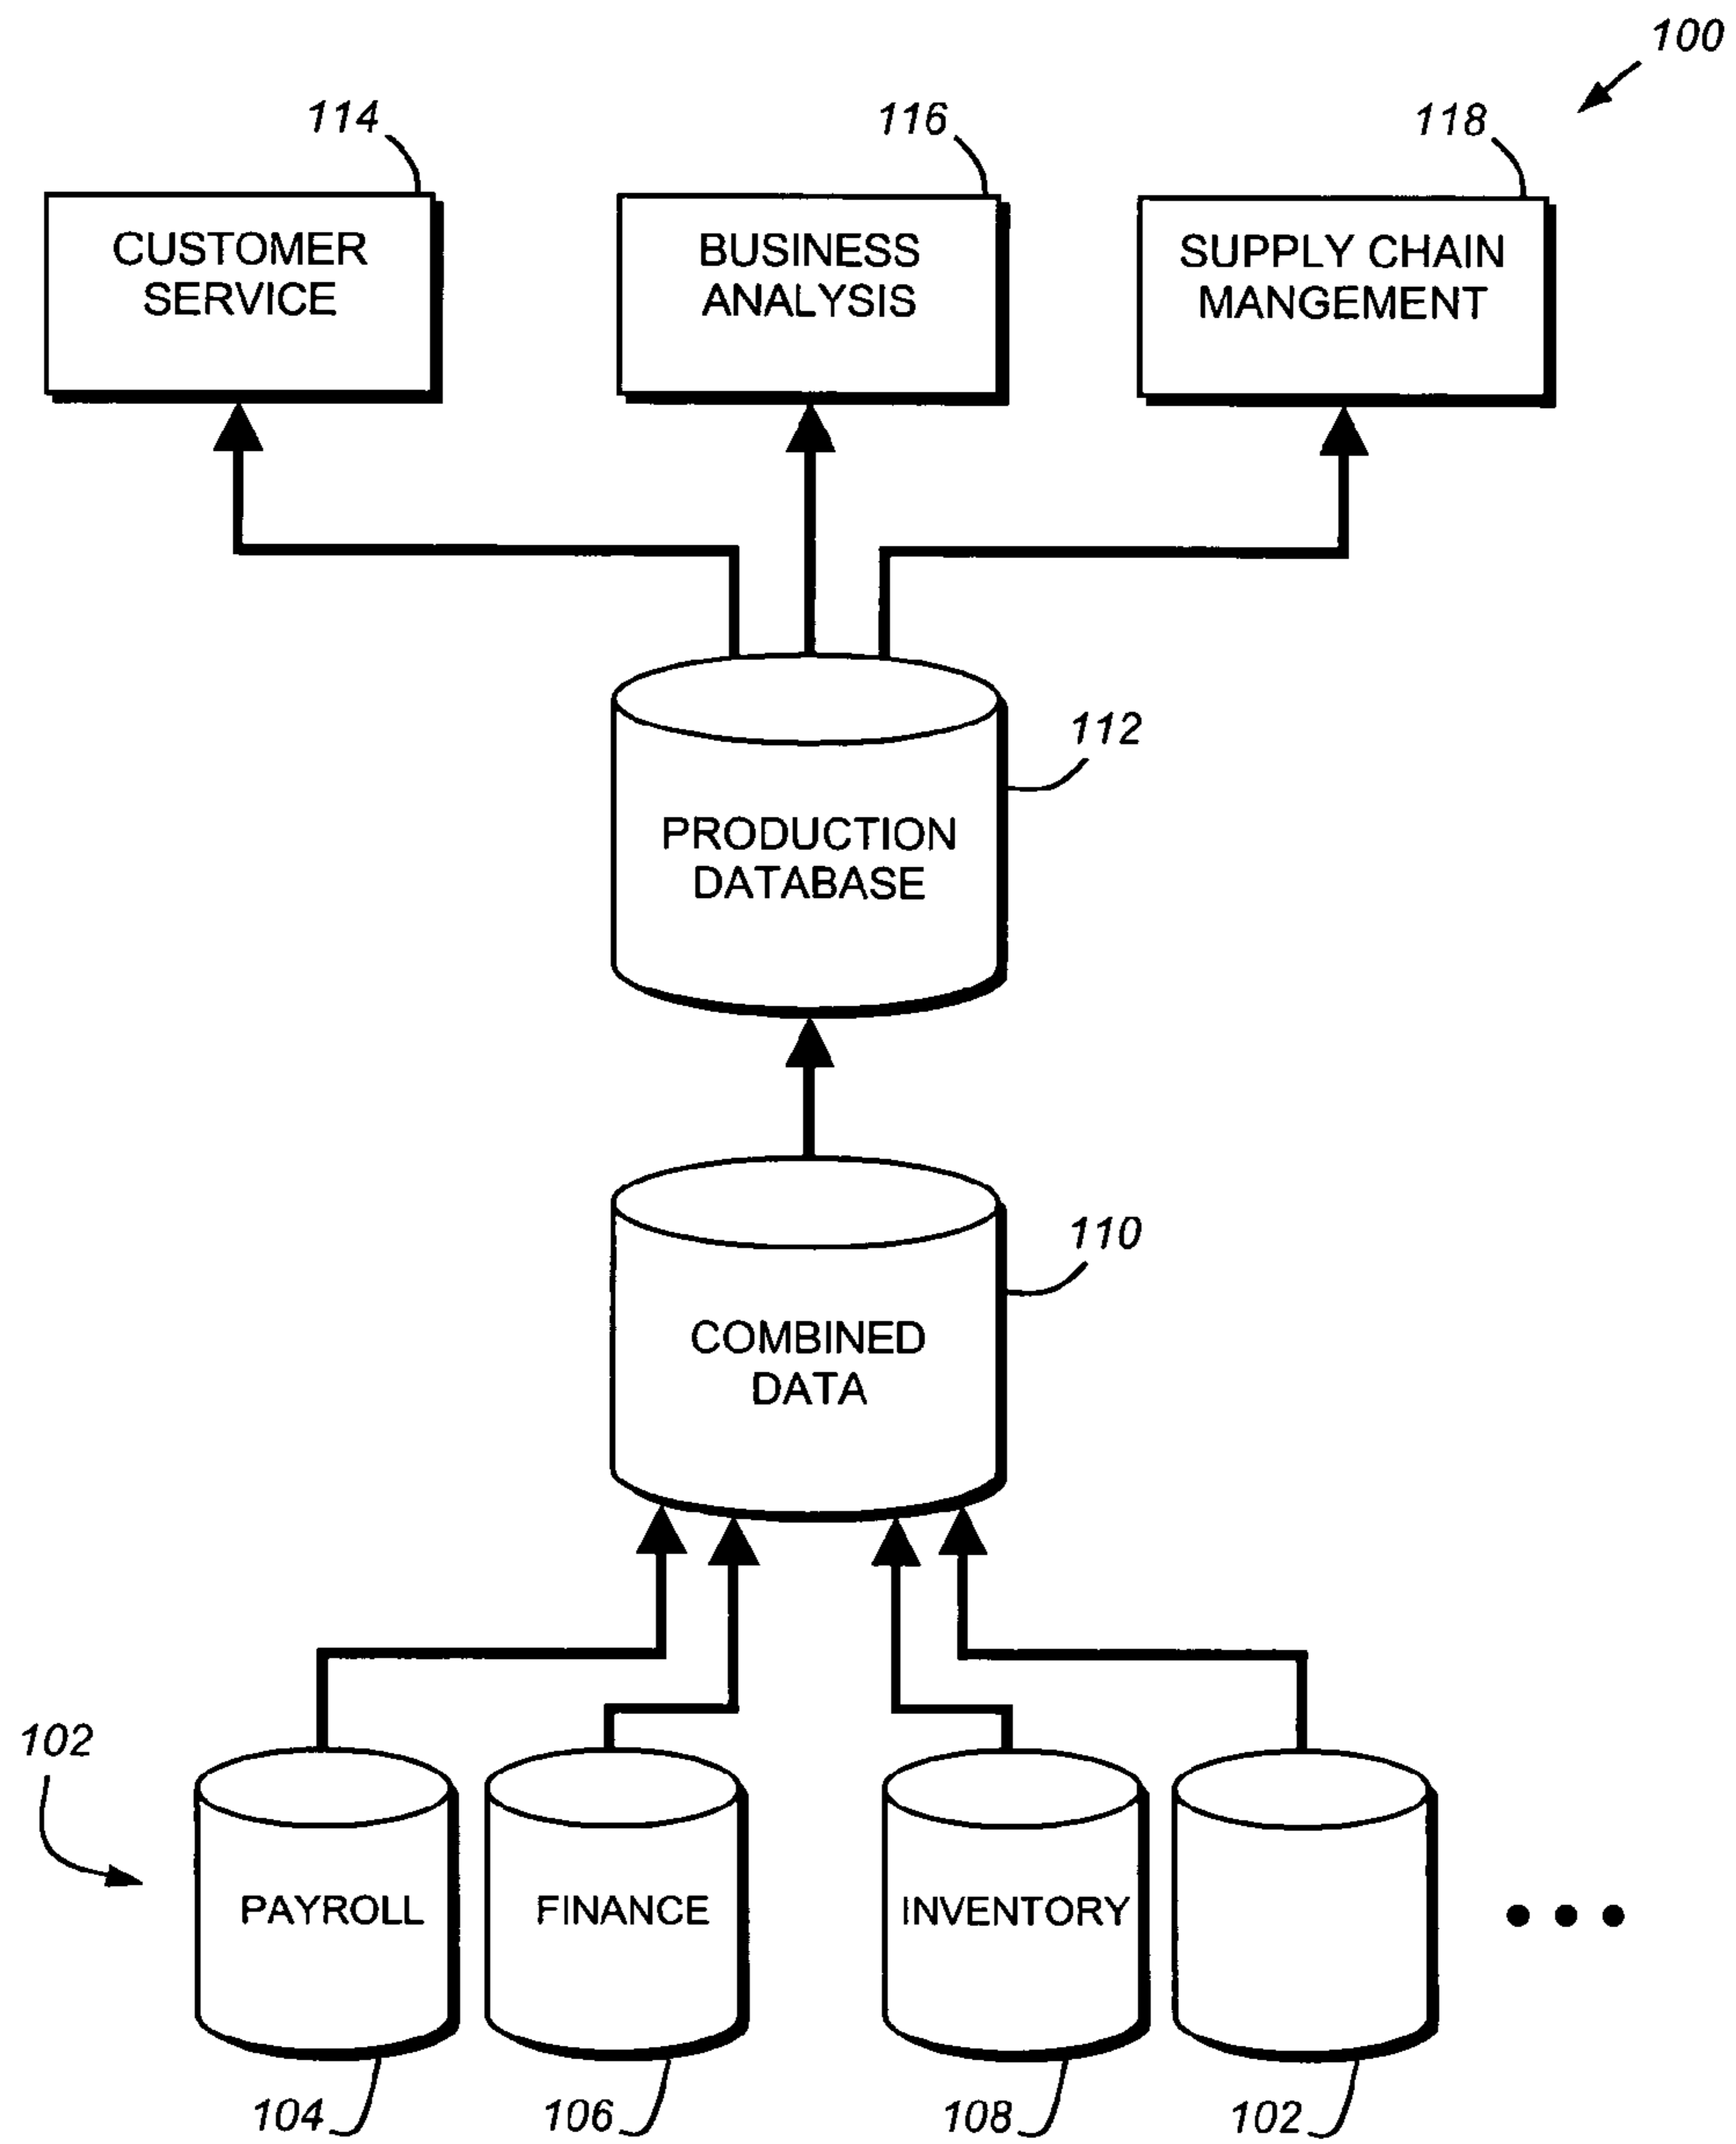 100
114
116
118
CUSTOMER
SERVICE
BUSINESS
ANALYSIS
SUPPLY CHAIN
MANGEMENT
112
PRODUCTION
DATABASE
110
COMBINED
DATA
102
PAYROLL
FINANCE
INVENTORY
104
106
108
102